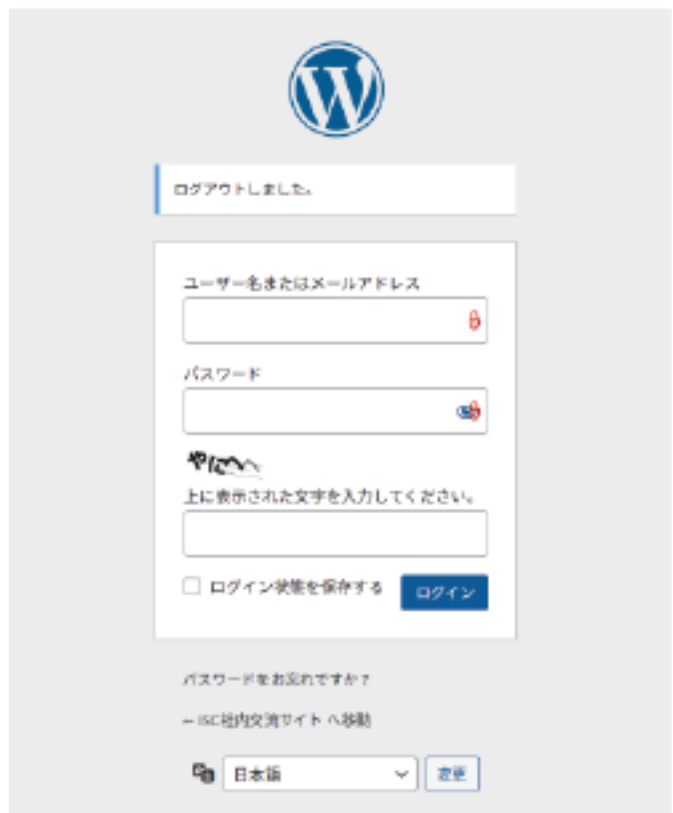 ログアウトしました。
ユーザー名またはメールアドレス
パスワード
上に表示された文字を入力してください。
ログイン状態を保存する
ログイン
パスワードをお忘れですか ?
← ISC社内交流サイト へ移動
日本語
変更